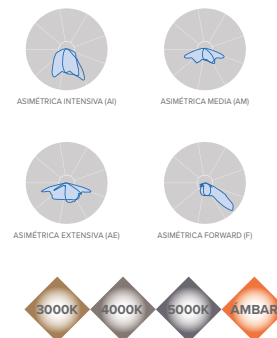 ASIMÉTRICA INTENSIVA (AI)
ASIMÉTRICA MEDIA (AM)
ASIMÉTRICA EXTENSIVA (AE)
ASIMÉTRICA FORWARD (F)
3000K
4000K
5000K
ÁMBAR